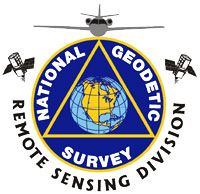 NATIONAL GEODETIC
SURVEY
REMOTE SENSING DIVISION